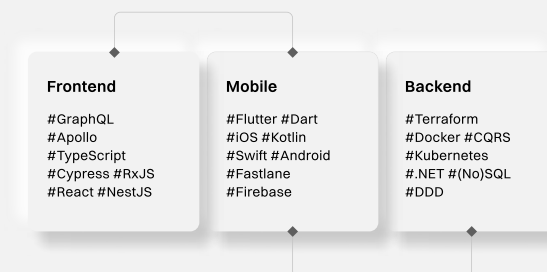 Frontend
#GraphQL
#Apollo
#TypeScript
#Cypress #RxJS
#React #NestJS
Mobile
#Flutter #Dart
#iOS #Kotlin
#Swift #Android
#Fastlane
#Firebase
Backend
#Terraform
#Docker #CQRS
#Kubernetes
#.NET #(No)SQL
#DDD